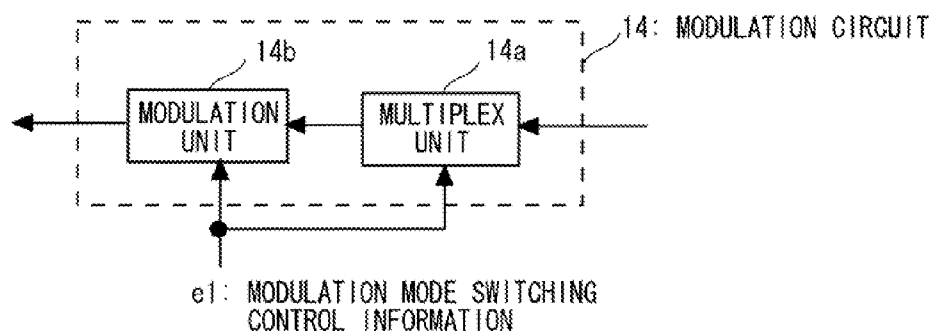 14: MODULATION CIRCUIT
14b
14a
MODULATION
UNIT
MULTIPLEX
UNIT
e1: MODULATION MODE SWITCHING
CONTROL INFORMATION